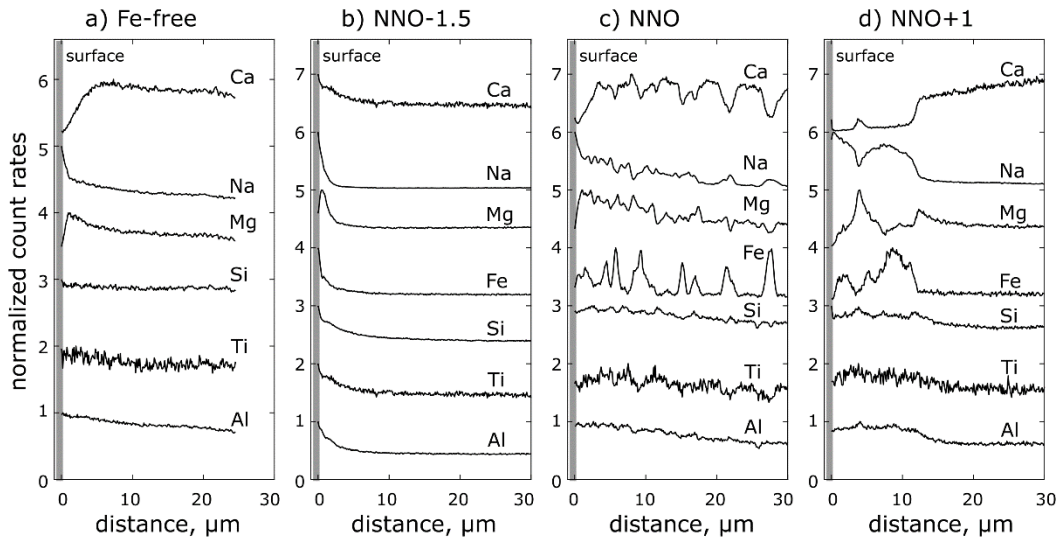 a) Fe-free
b) NNO-1.5
c) NNO
d) NNO+1
normalized count rates
surface
Ca
Na
Mg
Si
Ti
Al
6
5
4
3
2
1
0
0 10 20 30
distance, µm
surface
Ca
Na
Mg
Fe
Si
Ti
Al
7
6
5
4
3
2
1
0
0 10 20 30
distance, µm
surface
Ca
Na
Mg
Fe
Si
Ti
Al
7
6
5
4
3
2
1
0
0 10 20 30
distance, µm
surface
Ca
Na
Mg
Fe
Si
Ti
Al
7
6
5
4
3
2
1
0
0 10 20 30
distance, µm